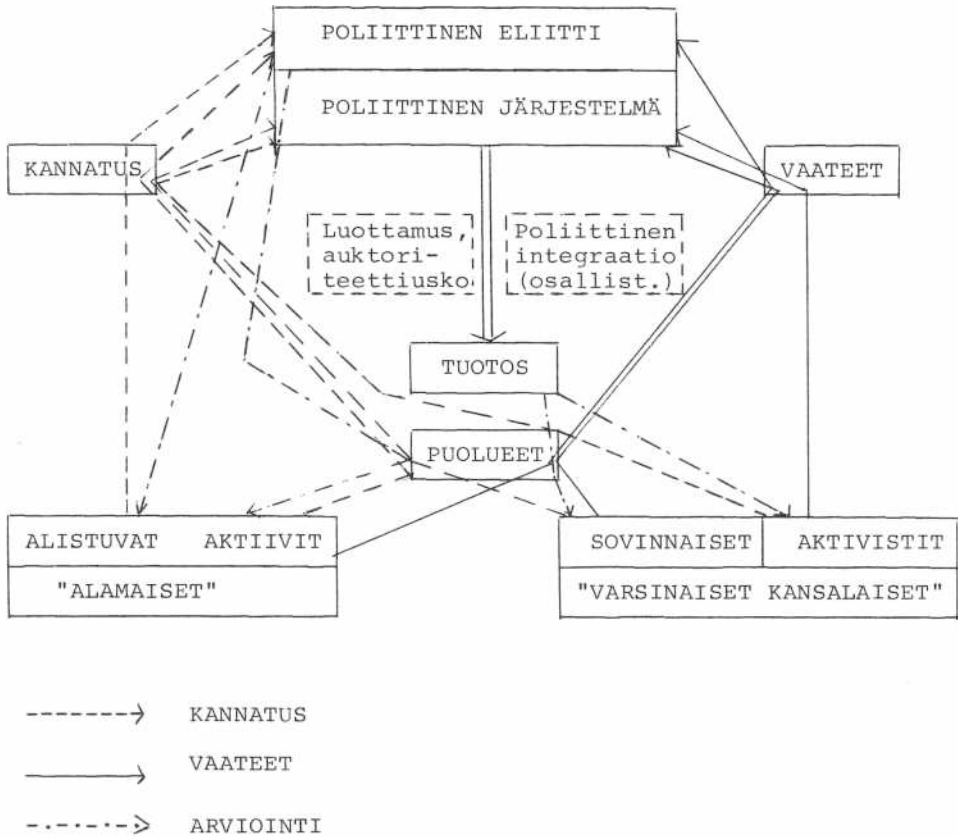 POLIITTINEN ELIITTI
POLIITTINEN JÄRJESTELMÄ
KANNATUS
VAATEET
Luottamus,
auktori-
teettiusko
Poliittinen
integraatio
(osallist.)
TUOTOS
PUOLUEET
ALISTUVAT AKTIIVIT
"ALAMAISET"
SOVINNAISET AKTIVISTIT
"VARSINAISET KANSALAISET"
KANNATUS
VAATEET
ARVIOINTI